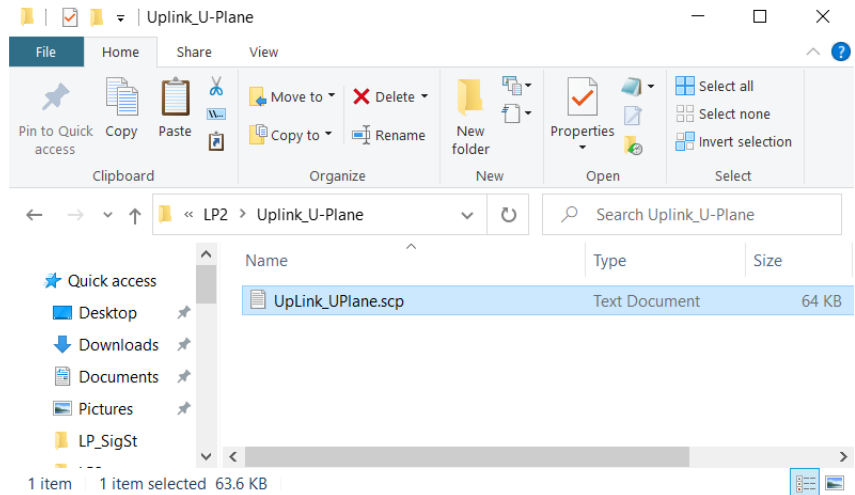 Uplink_U-Plane
File Home Share View
Pin to Quick access
Copy
Paste
Clipboard
Move to
Copy to
Delete
Rename
Organize
New folder
New
Properties
Open
Select all
Select none
Invert selection
Select
« LP2 > Uplink_U-Plane
Search Uplink_U-Plane
Name Type Size
Quick access
Desktop
Downloads
Documents
Pictures
LP_SigSt
UpLink_UPlane.scp Text Document 64 KB
1 item 1 item selected 63.6 KB